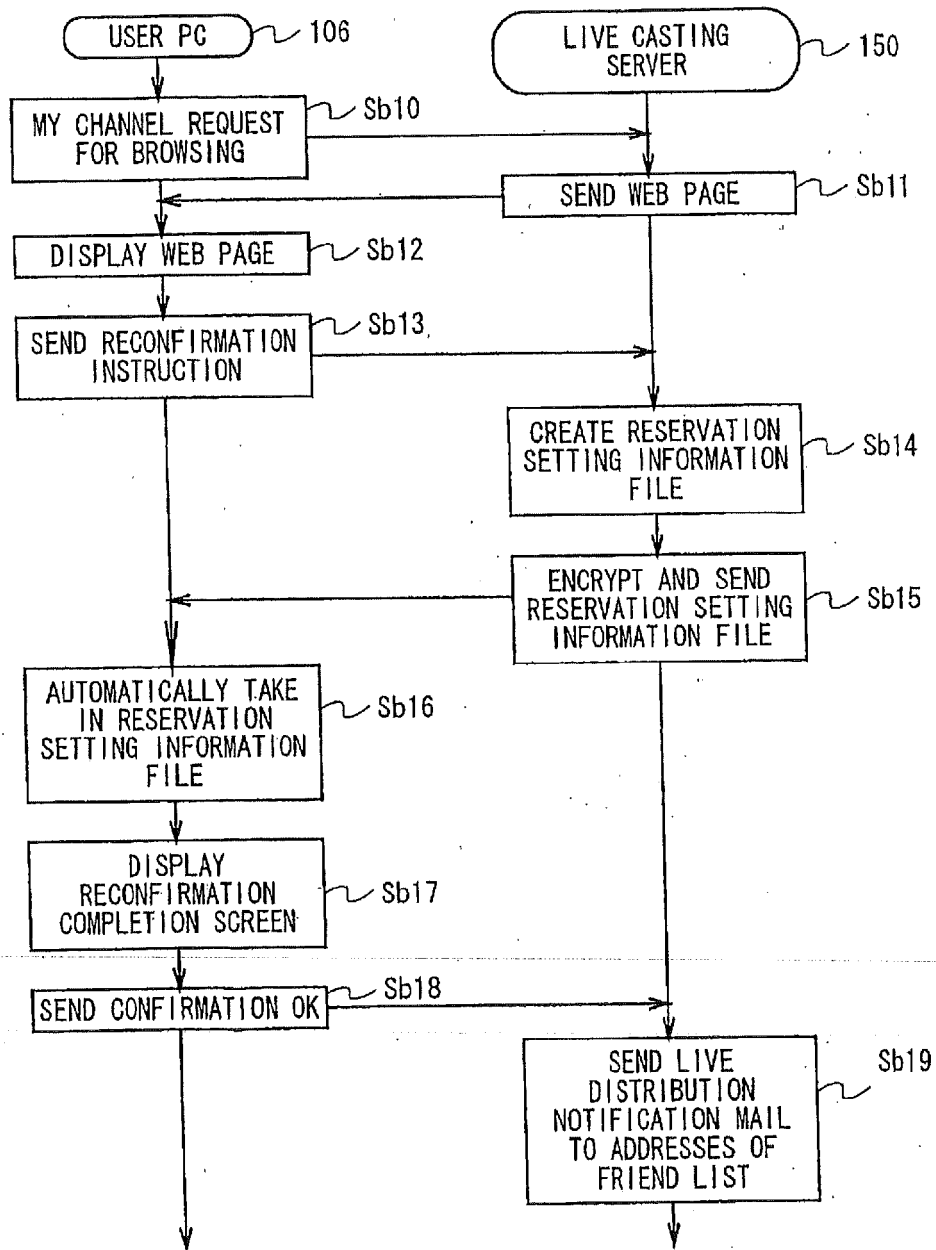 USER PC
106
LIVE CASTING
SERVER
150
MY CHANNEL REQUEST
FOR BROWSING
Sb10
SEND WEB PAGE
Sb11
DISPLAY WEB PAGE
Sb12
SEND RECONFIRMATION
INSTRUCTION
Sb13
CREATE RESERVATION
SETTING INFORMATION
FILE
Sb14
ENCRYPT AND SEND
RESERVATION SETTING
INFORMATION FILE
Sb15
AUTOMATICALLY TAKE
IN RESERVATION
SETTING INFORMATION
FILE
Sb16
DISPLAY
RECONFIRMATION
COMPLETION SCREEN
Sb17
SEND CONFIRMATION OK
Sb18
SEND LIVE
DISTRIBUTION
NOTIFICATION MAIL
TO ADDRESSES OF
FRIEND LIST
Sb19